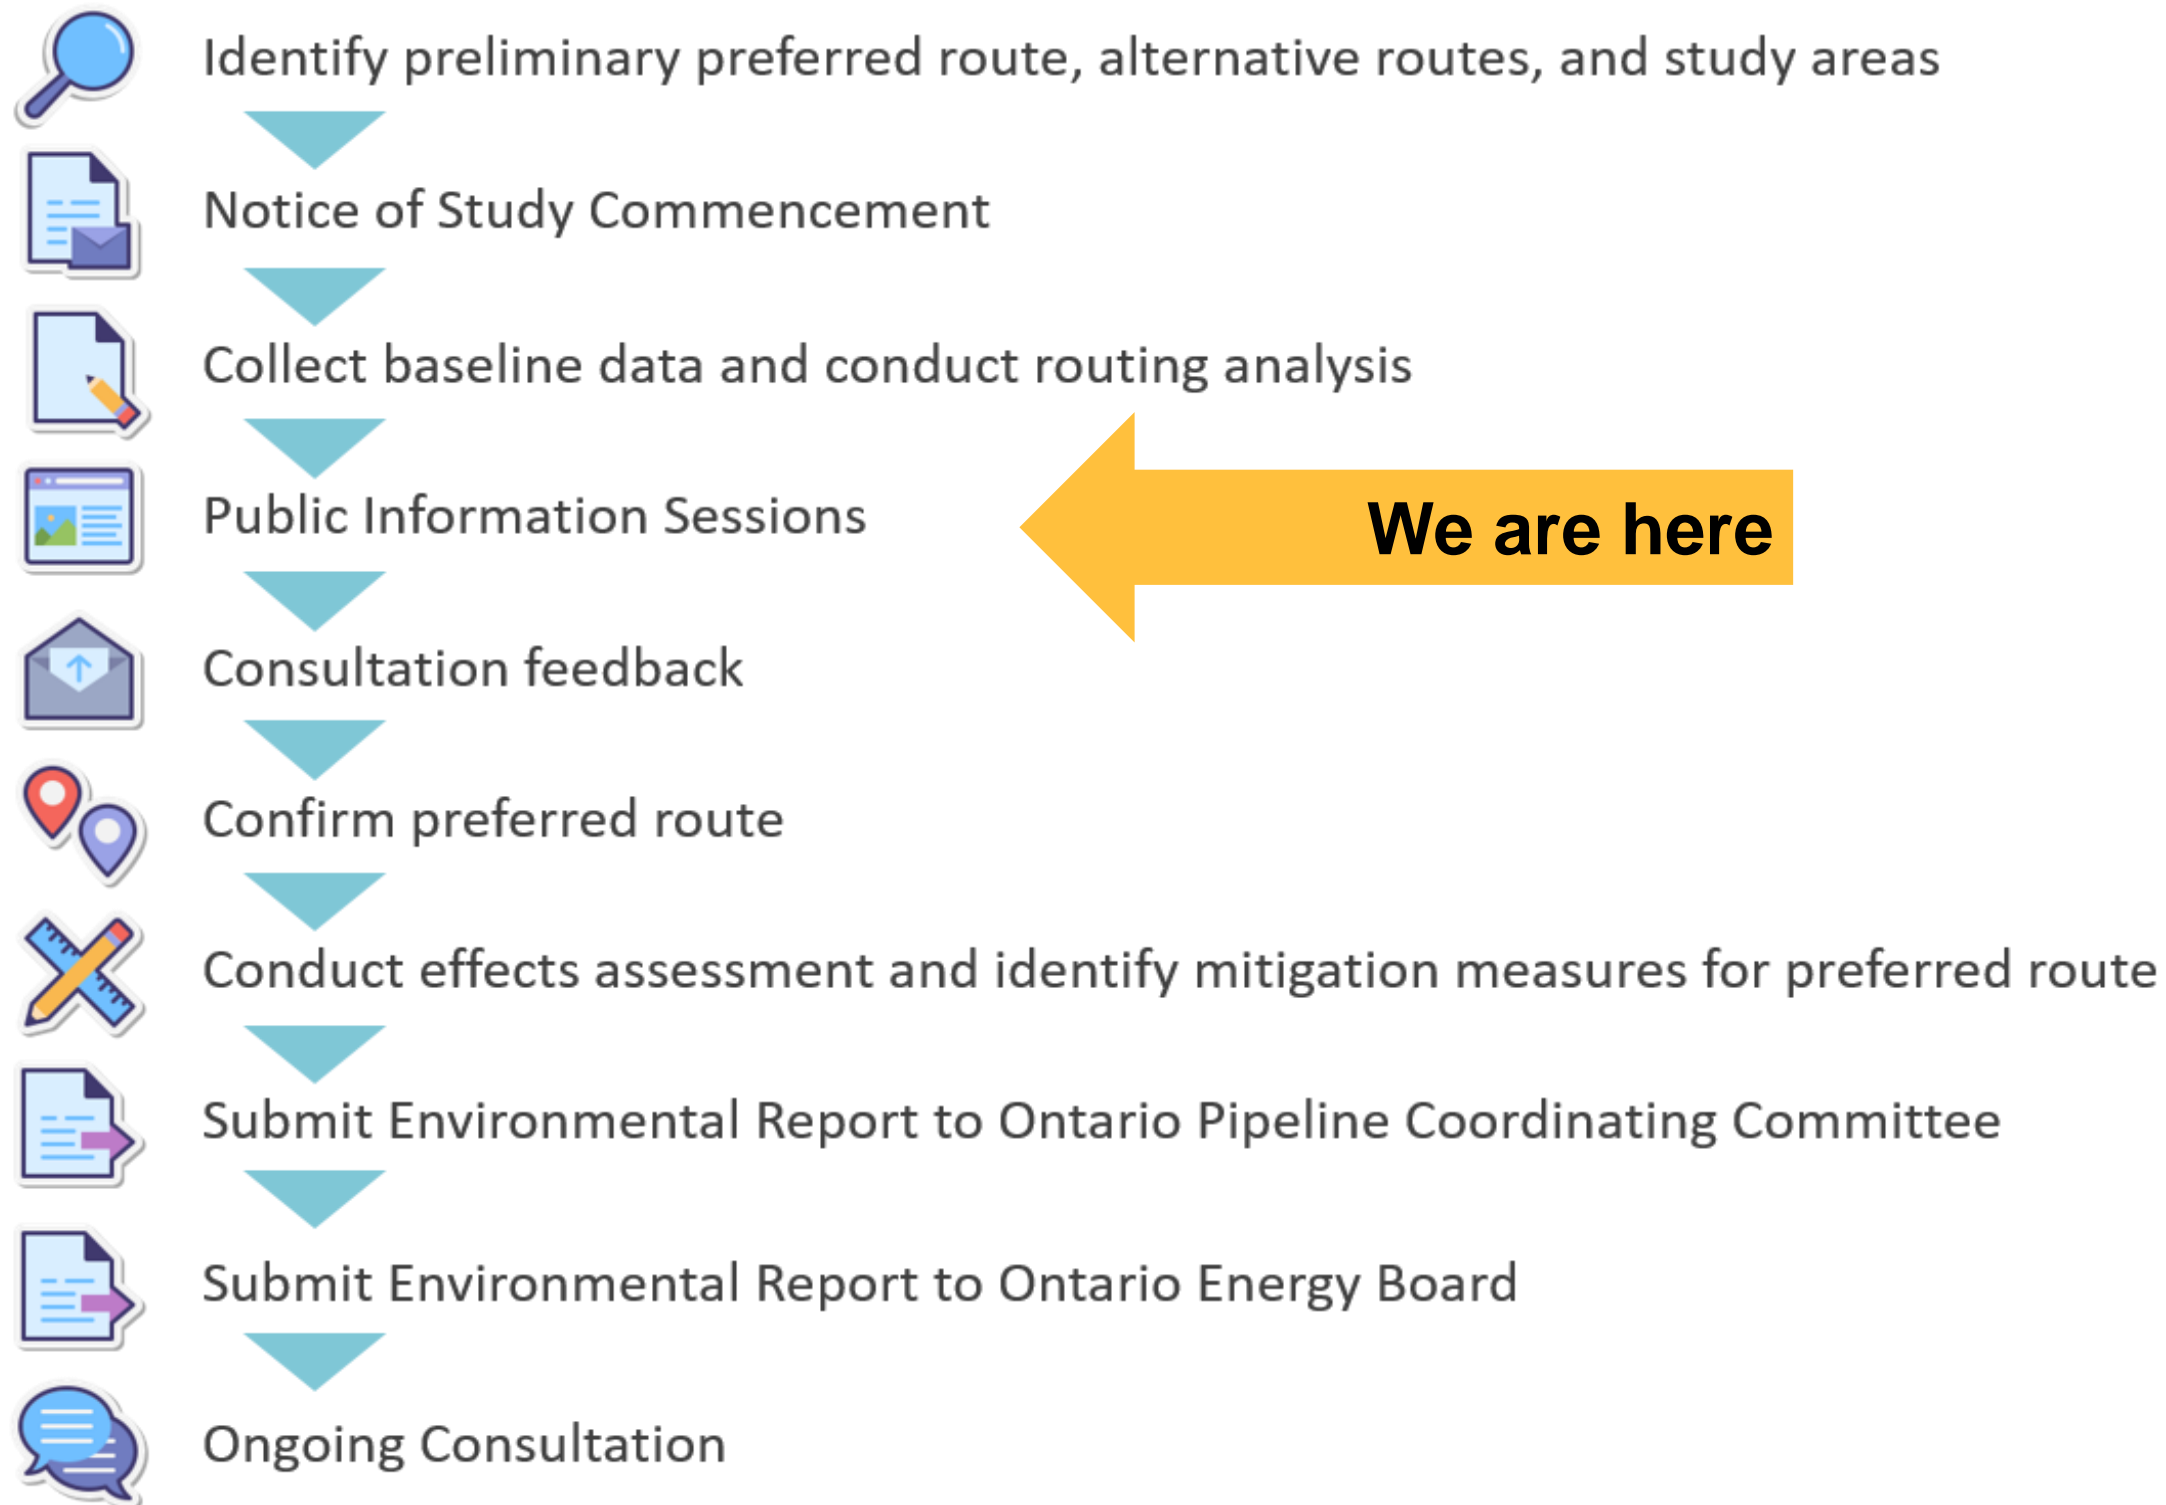 Identify preliminary preferred route, alternative routes, and study areas
Notice of Study Commencement
Collect baseline data and conduct routing analysis
Public Information Sessions
We are here
Consultation feedback
Confirm preferred route
Conduct effects assessment and identify mitigation measures for preferred route
Submit Environmental Report to Ontario Pipeline Coordinating Committee
Submit Environmental Report to Ontario Energy Board
Ongoing Consultation